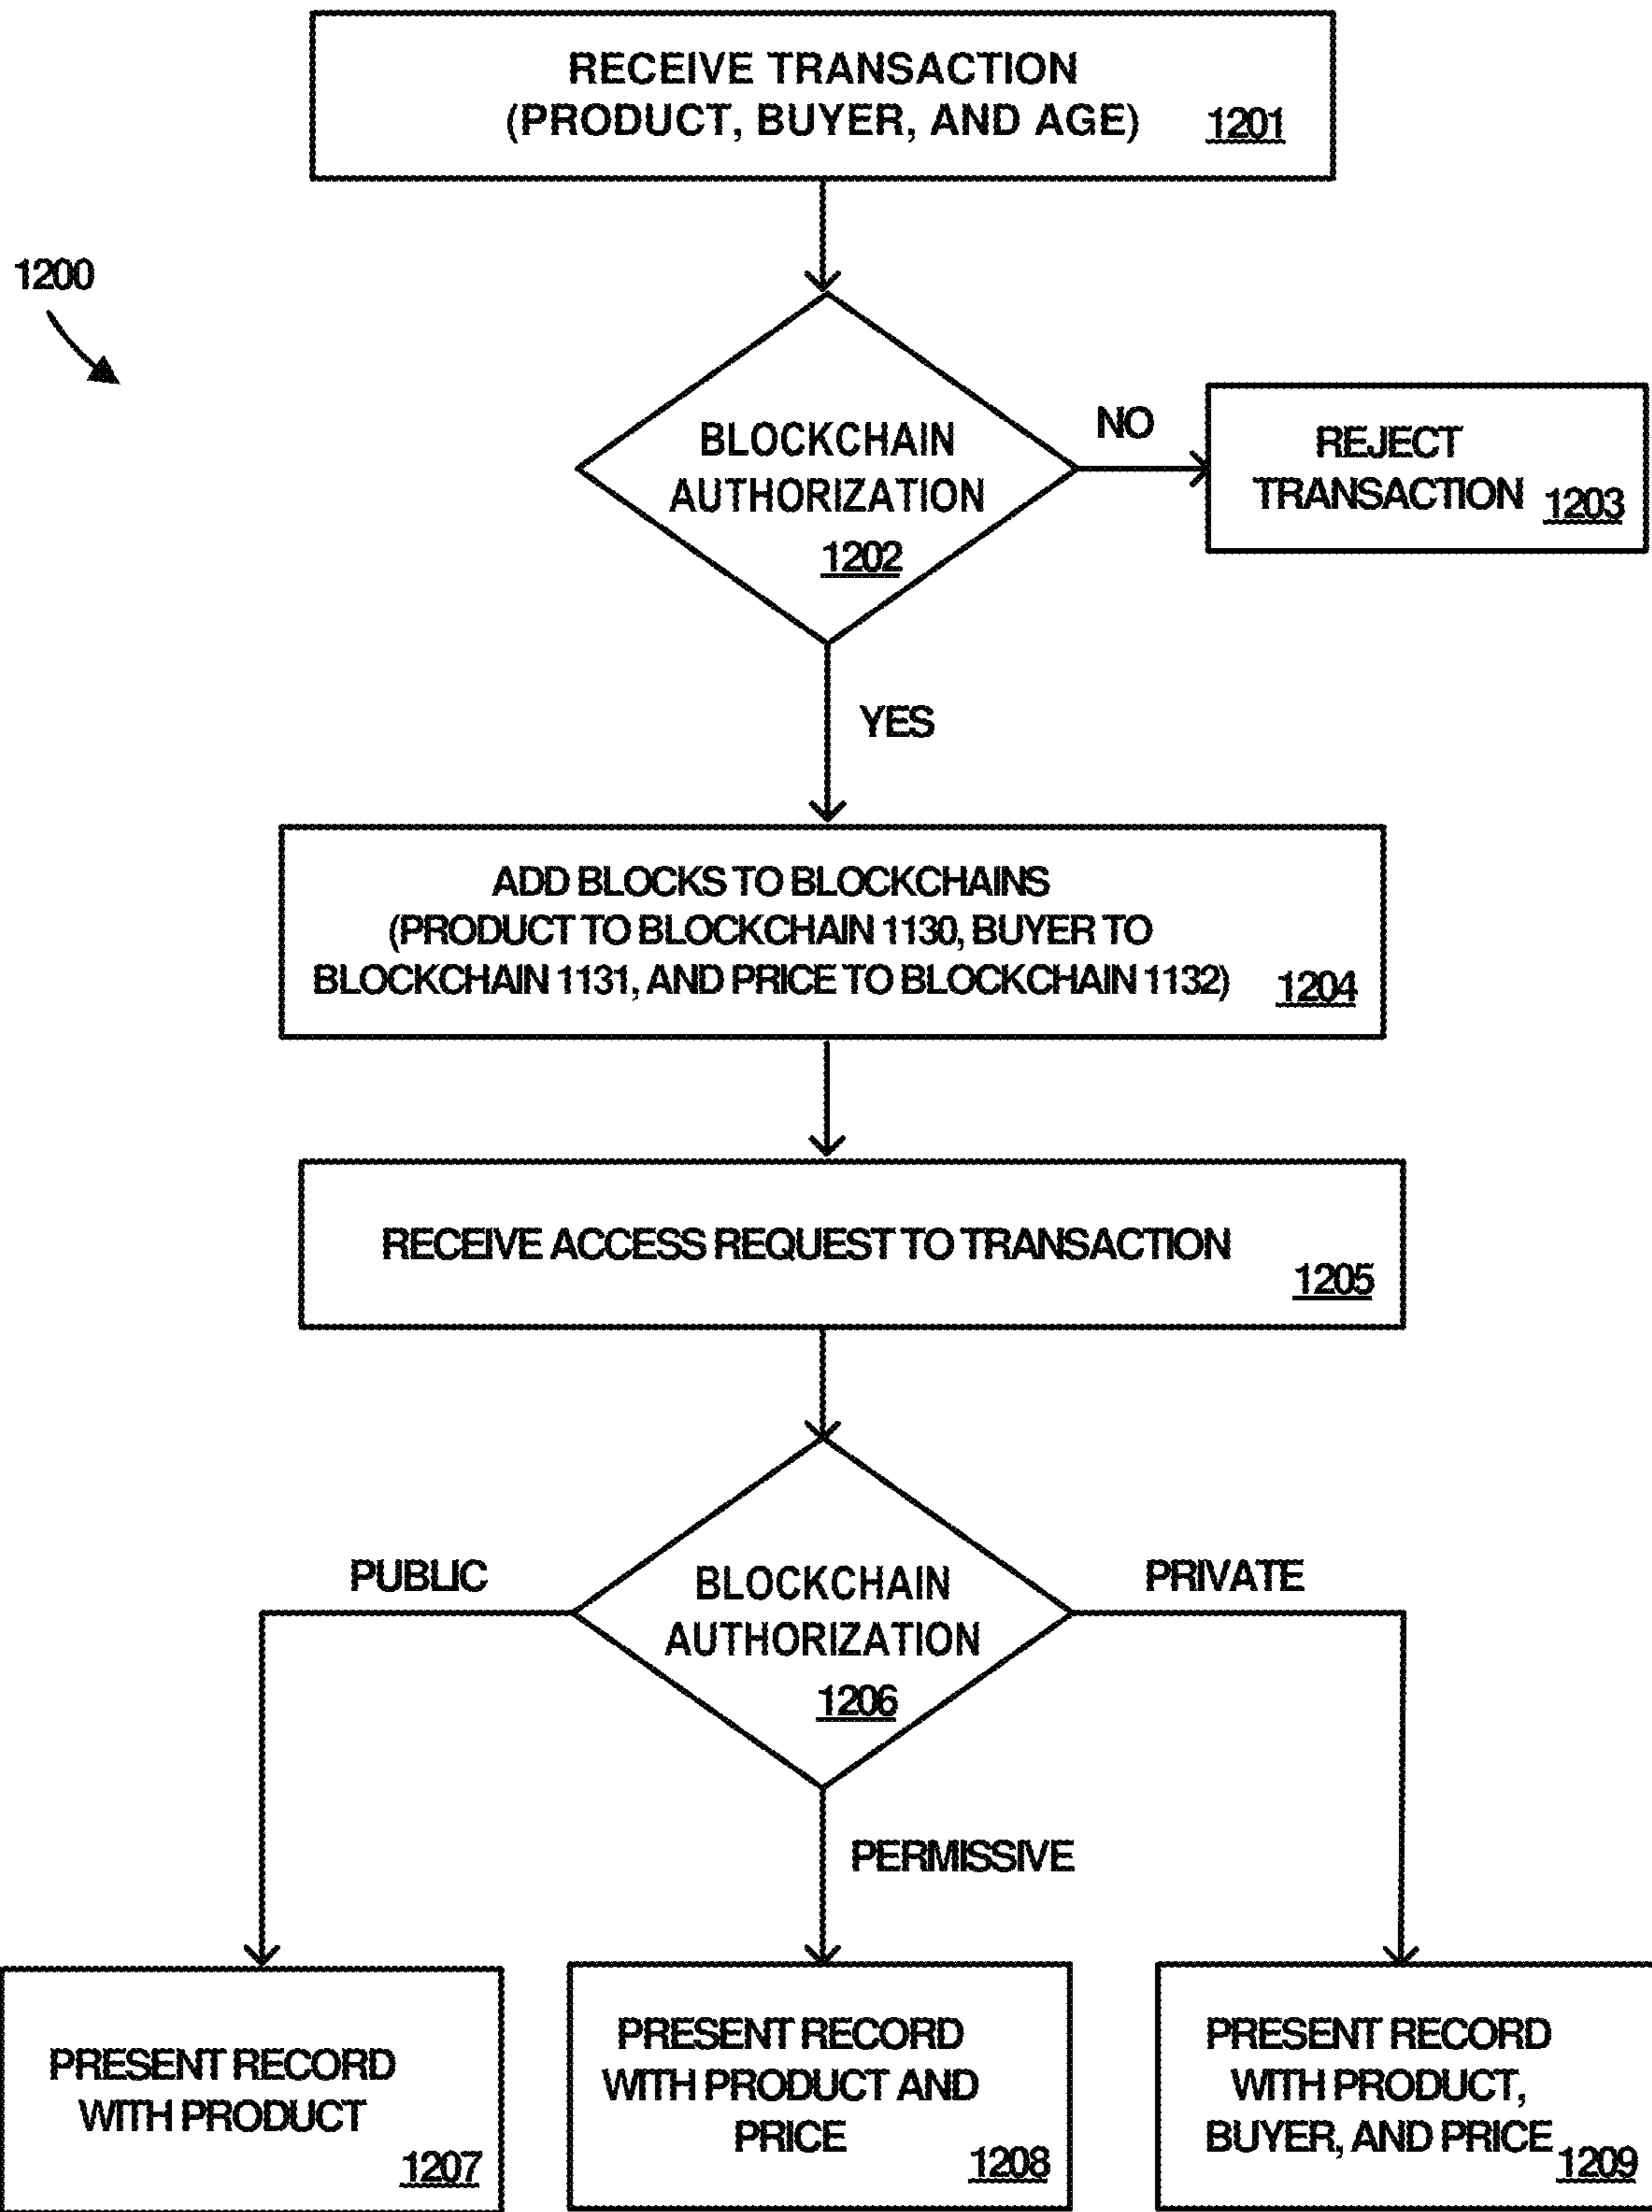 RECEIVE TRANSACTION
(PRODUCT, BUYER, AND AGE) 1201
1200
BLOCKCHAIN
AUTHORIZATION
1202
NO
REJECT
TRANSACTION 1203
YES
ADD BLOCKS TO BLOCKCHAINS
(PRODUCT TO BLOCKCHAIN 1130, BUYER TO
BLOCKCHAIN 1131, AND PRICE TO BLOCKCHAIN 1132) 1204
RECEIVE ACCESS REQUEST TO TRANSACTION
1205
PUBLIC
BLOCKCHAIN
AUTHORIZATION
1206
PRIVATE
PERMISSIVE
PRESENT RECORD
WITH PRODUCT
1207
PRESENT RECORD
WITH PRODUCT AND
PRICE
1208
PRESENT RECORD
WITH PRODUCT,
BUYER, AND PRICE 1209